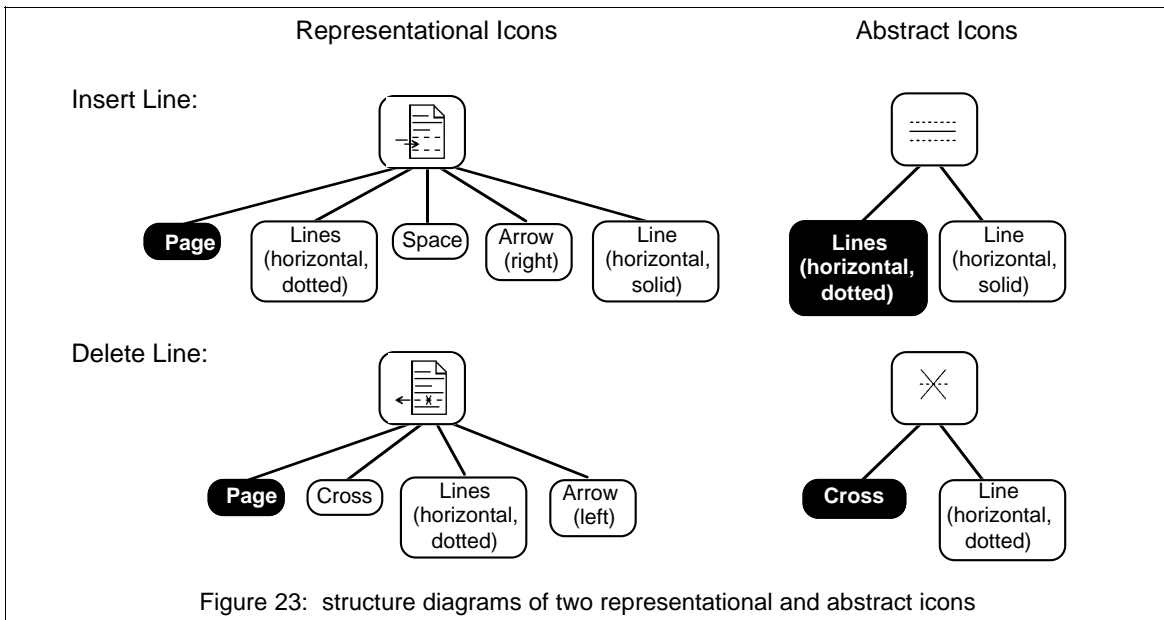 Representational Icons
Abstract Icons
Insert Line:
Page
Lines
(horizontal,
dotted)
Space
Arrow
(right)
Line
(horizontal,
solid)
Lines
(horizontal,
dotted)
Line
(horizontal,
solid)
Delete Line:
Page
Cross
Lines
(horizontal,
dotted)
Arrow
(left)
Cross
Line
(horizontal,
dotted)
Figure 23: structure diagrams of two representational and abstract icons